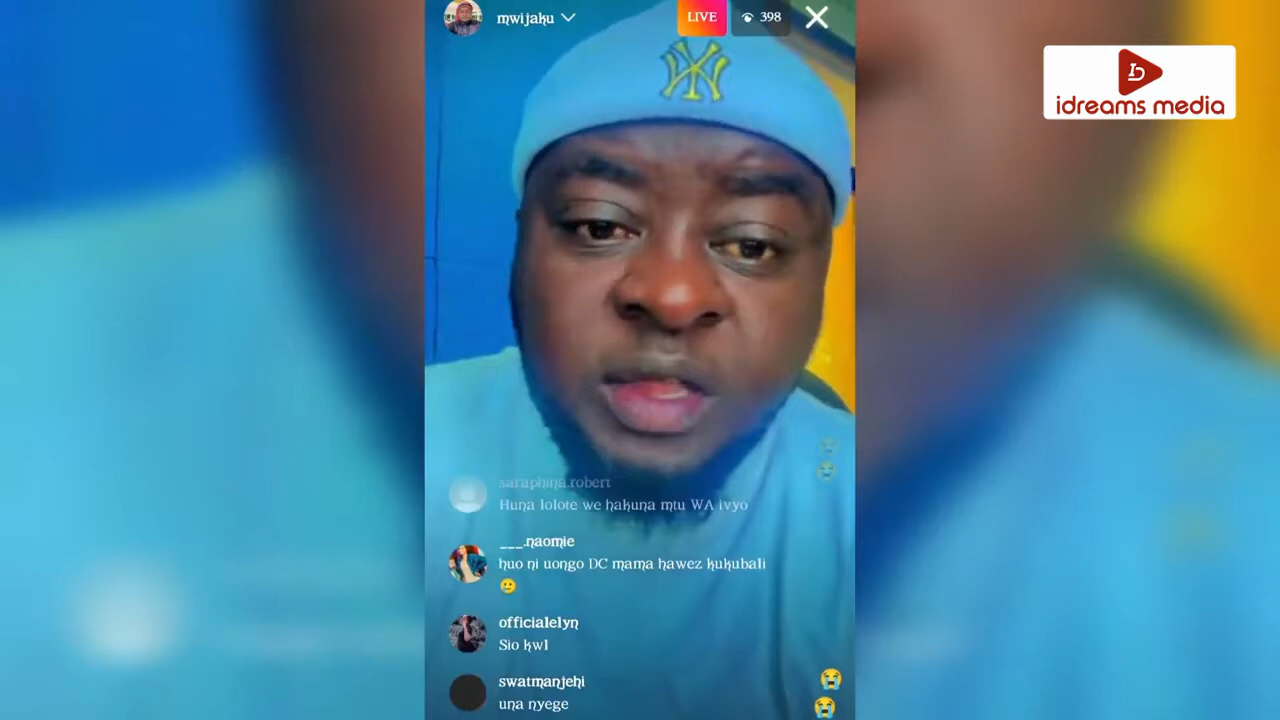 mwijaku
LIVE
398
NY
idreams media
saraphina.robert
Huna lolote we hakuna mtu WA ivyo
___.naomie
huo ni uongo DC mama hawez kukubali
🥲
officialelyn
Sio kwl
swatmanjehi
una nyege